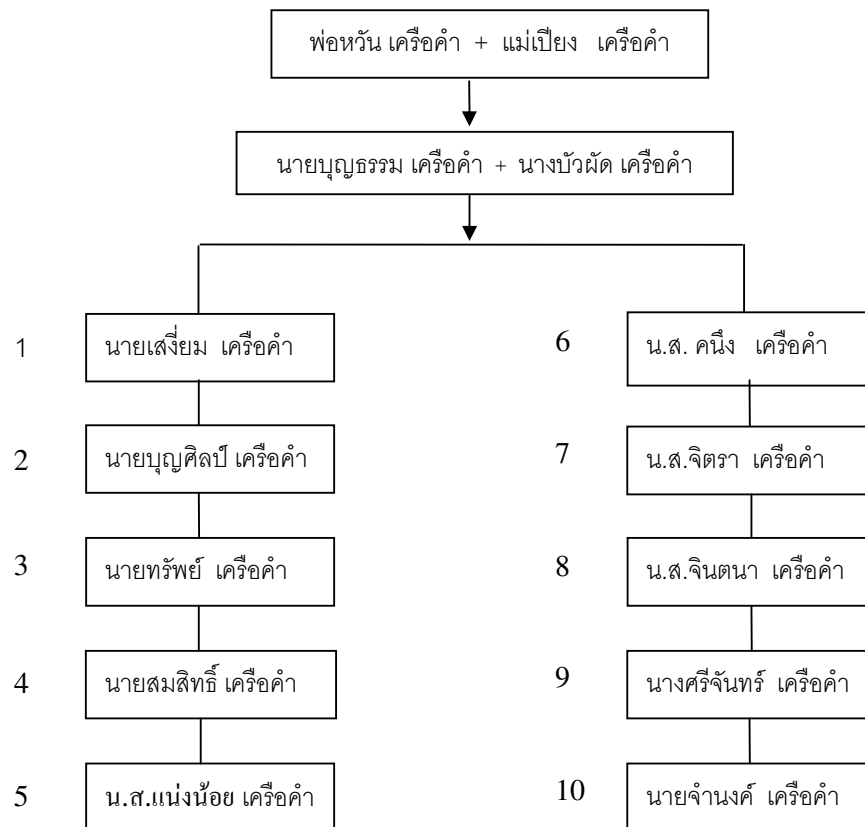 พ่อหวัน เครือคำ + แม่เปียง เครือคำ
นายบุญธรรม เครือคำ + นางบัวผัด เครือคำ
1 นายเสงี่ยม เครือคำ
2 นายบุญศิลป์ เครือคำ
3 นายทรัพย์ เครือคำ
4 นายสมสิทธิ์ เครือคำ
5 น.ส.แน่งน้อย เครือคำ
6 น.ส. คนึง เครือคำ
7 น.ส.จิตรา เครือคำ
8 น.ส.จินตนา เครือคำ
9 นางศรีจันทร์ เครือคำ
10 นายจำนงค์ เครือคำ